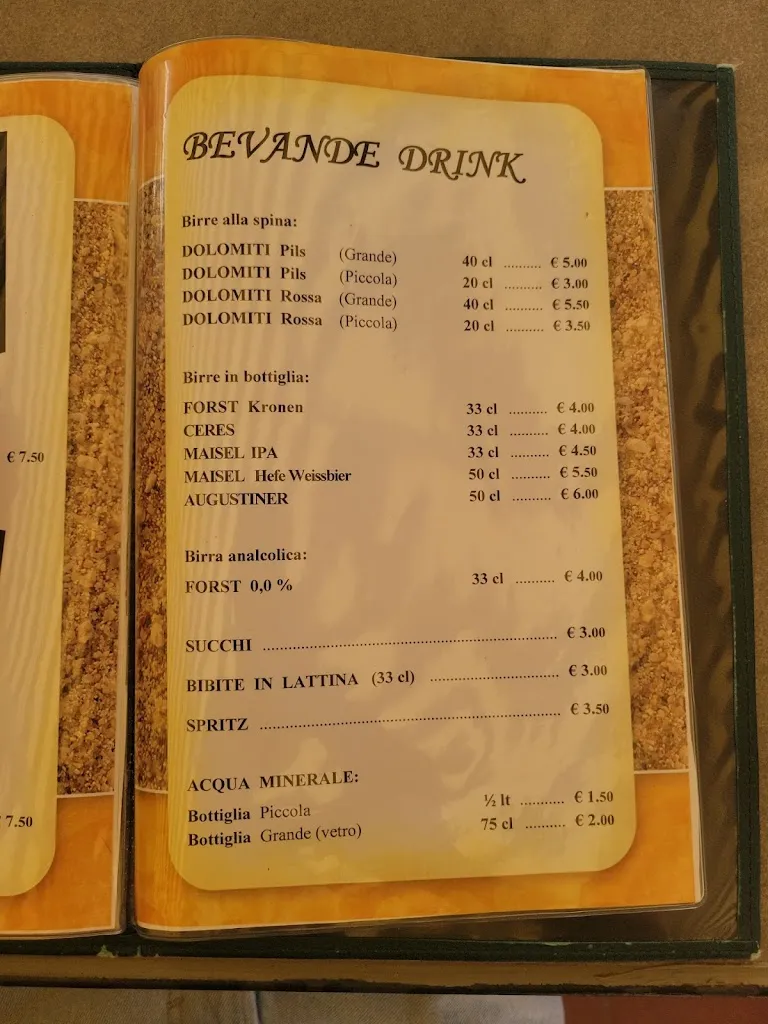 € 7.50
7.50
BEVANDE DRINK
Birre alla spina:
DOLOMITI Pils (Grande) 40 cl .......... € 5.00
DOLOMITI Pils (Piccola) 20 cl .......... € 3.00
DOLOMITI Rossa (Grande) 40 cl .......... € 5.50
DOLOMITI Rossa (Piccola) 20 cl .......... € 3.50
Birre in bottiglia:
FORST Kronen 33 cl .......... € 4.00
CERES 33 cl .......... € 4.00
MAISEL IPA 33 cl .......... € 4.50
MAISEL Hefe Weissbier 50 cl .......... € 5.50
AUGUSTINER 50 cl .......... € 6.00
Birra analcolica:
FORST 0,0 % 33 cl .......... € 4.00
SUCCHI .......... € 3.00
BIBITE IN LATTINA (33 cl) .......... € 3.00
SPRITZ .......... € 3.50
ACQUA MINERALE:
Bottiglia Piccola ½ lt .......... € 1.50
Bottiglia Grande (vetro) 75 cl .......... € 2.00